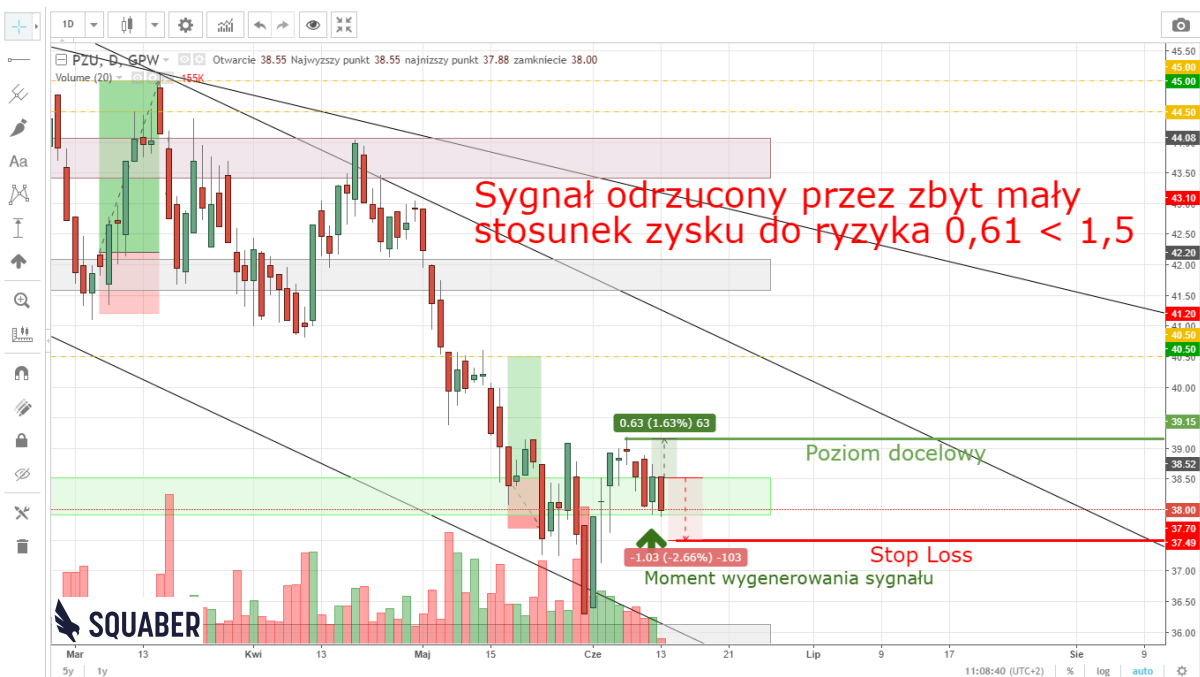 1D
PZU, D, GPW Otwarcie 38.55 Najwyzszy punkt 38.55 najnizszy punkt 37.88 zamkniecie 38.00
Volume (20) 155K
Aa
Sygnał odrzucony przez zbyt mały
stosunek zysku do ryzyka 0,61 < 1,5
45.50
45.00
45.00
44.50
44.08
43.50
43.10
42.50
42.20
41.50
41.20
41.00
40.50
40.50
40.00
39.15
39.00
38.52
38.50
38.00
37.70
37.49
37.00
36.50
36.00
0.63 (1.63%) 63
Poziom docelowy
Stop Loss
-1.03 (-2.66%) -103
Moment wygenerowania sygnału
SQUABER
Mar 13 Kwi 13 Maj 15 Cze 13 21 Lip 9 17 Sie 9
5y 1y 11:08:40 (UTC+2) % log auto